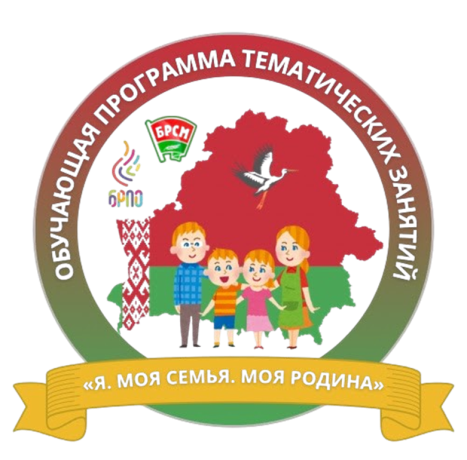 ОБУЧАЮЩАЯ ПРОГРАММА ТЕМАТИЧЕСКИХ ЗАНЯТИЙ
БРСМ
БРПО
«Я. МОЯ СЕМЬЯ. МОЯ РОДИНА»